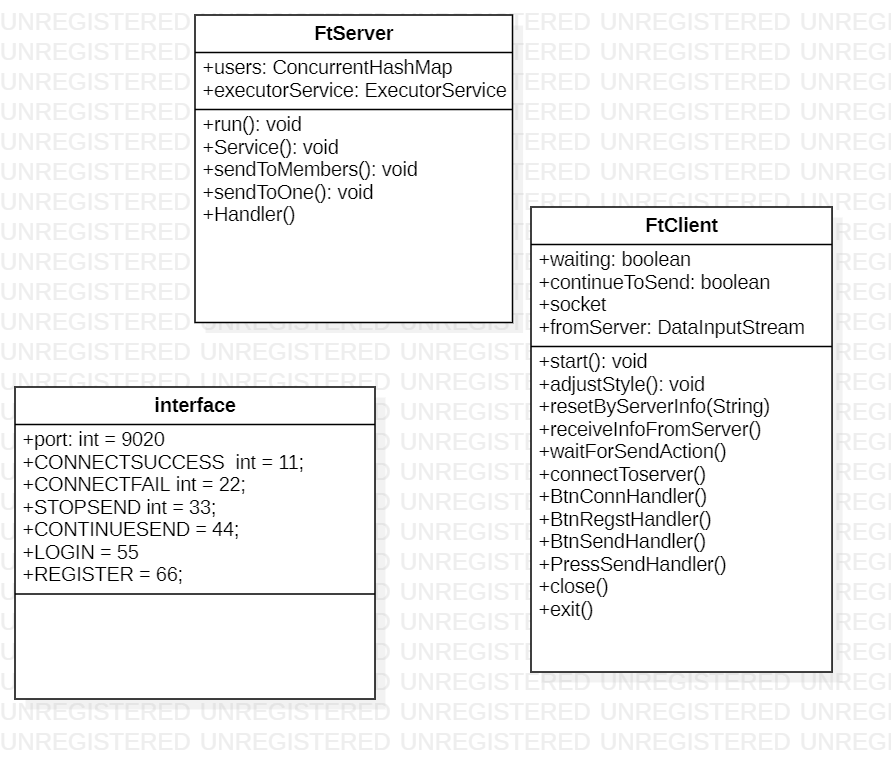 FtServer
+users: ConcurrentHashMap
+executorService: ExecutorService
+run(): void
+Service(): void
+sendToMembers(): void
+sendToOne(): void
+Handler()
FtClient
+waiting: boolean
+continueToSend: boolean
+socket
+fromServer: DataInputStream
+start(): void
+adjustStyle(): void
+resetByServerInfo(String)
+receiveInfoFromServer()
+waitForSendAction()
+connectToserver()
+BtnConnHandler()
+BtnRegstHandler()
+BtnSendHandler()
+PressSendHandler()
+close()
+exit()
interface
+port: int = 9020
+CONNECTSUCCESS  int = 11;
+CONNECTFAIL int = 22;
+STOPSEND int = 33;
+CONTINUESEND = 44;
+LOGIN = 55
+REGISTER = 66;
UNREGISTERED UNREGISTERED UNREGISTERED UNREGISTERED